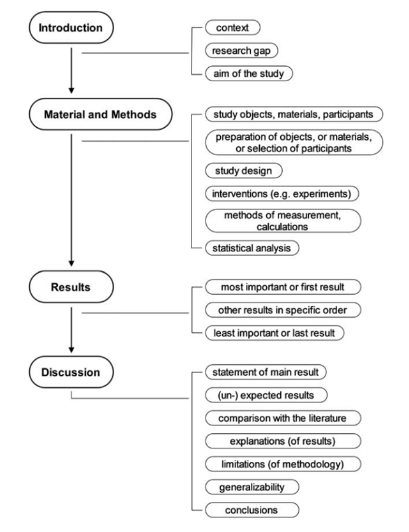 Introduction
context
research gap
aim of the study
Material and Methods
study objects, materials, participants
preparation of objects, or materials,
or selection of participants
study design
interventions (e.g. experiments)
methods of measurement,
calculations
statistical analysis
Results
most important or first result
other results in specific order
least important or last result
Discussion
statement of main result
(un-) expected results
comparison with the literature
explanations (of results)
limitations (of methodology)
generalizability
conclusions